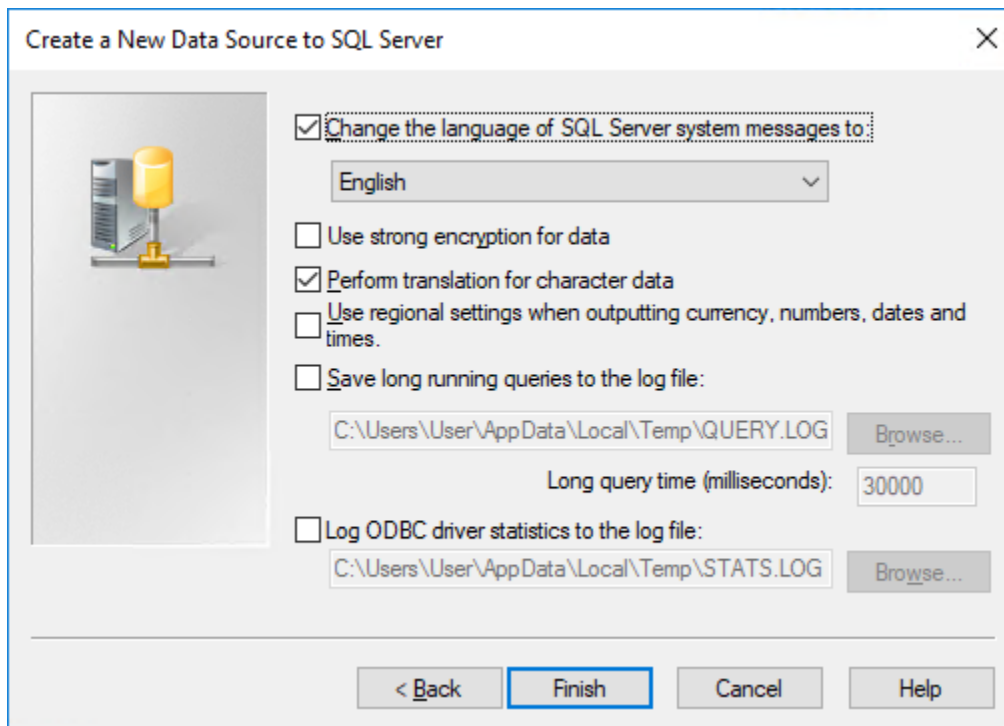 Create a New Data Source to SQL Server
Change the language of SQL Server system messages to:
English
Use strong encryption for data
Perform translation for character data
Use regional settings when outputting currency, numbers, dates and
times.
Save long running queries to the log file:
C:\Users\User\AppData\Local\Temp\QUERY.LOG
Browse...
Long query time (milliseconds):
30000
Log ODBC driver statistics to the log file:
C:\Users\User\AppData\Local\Temp\STATS.LOG
Browse...
< Back
Finish
Cancel
Help